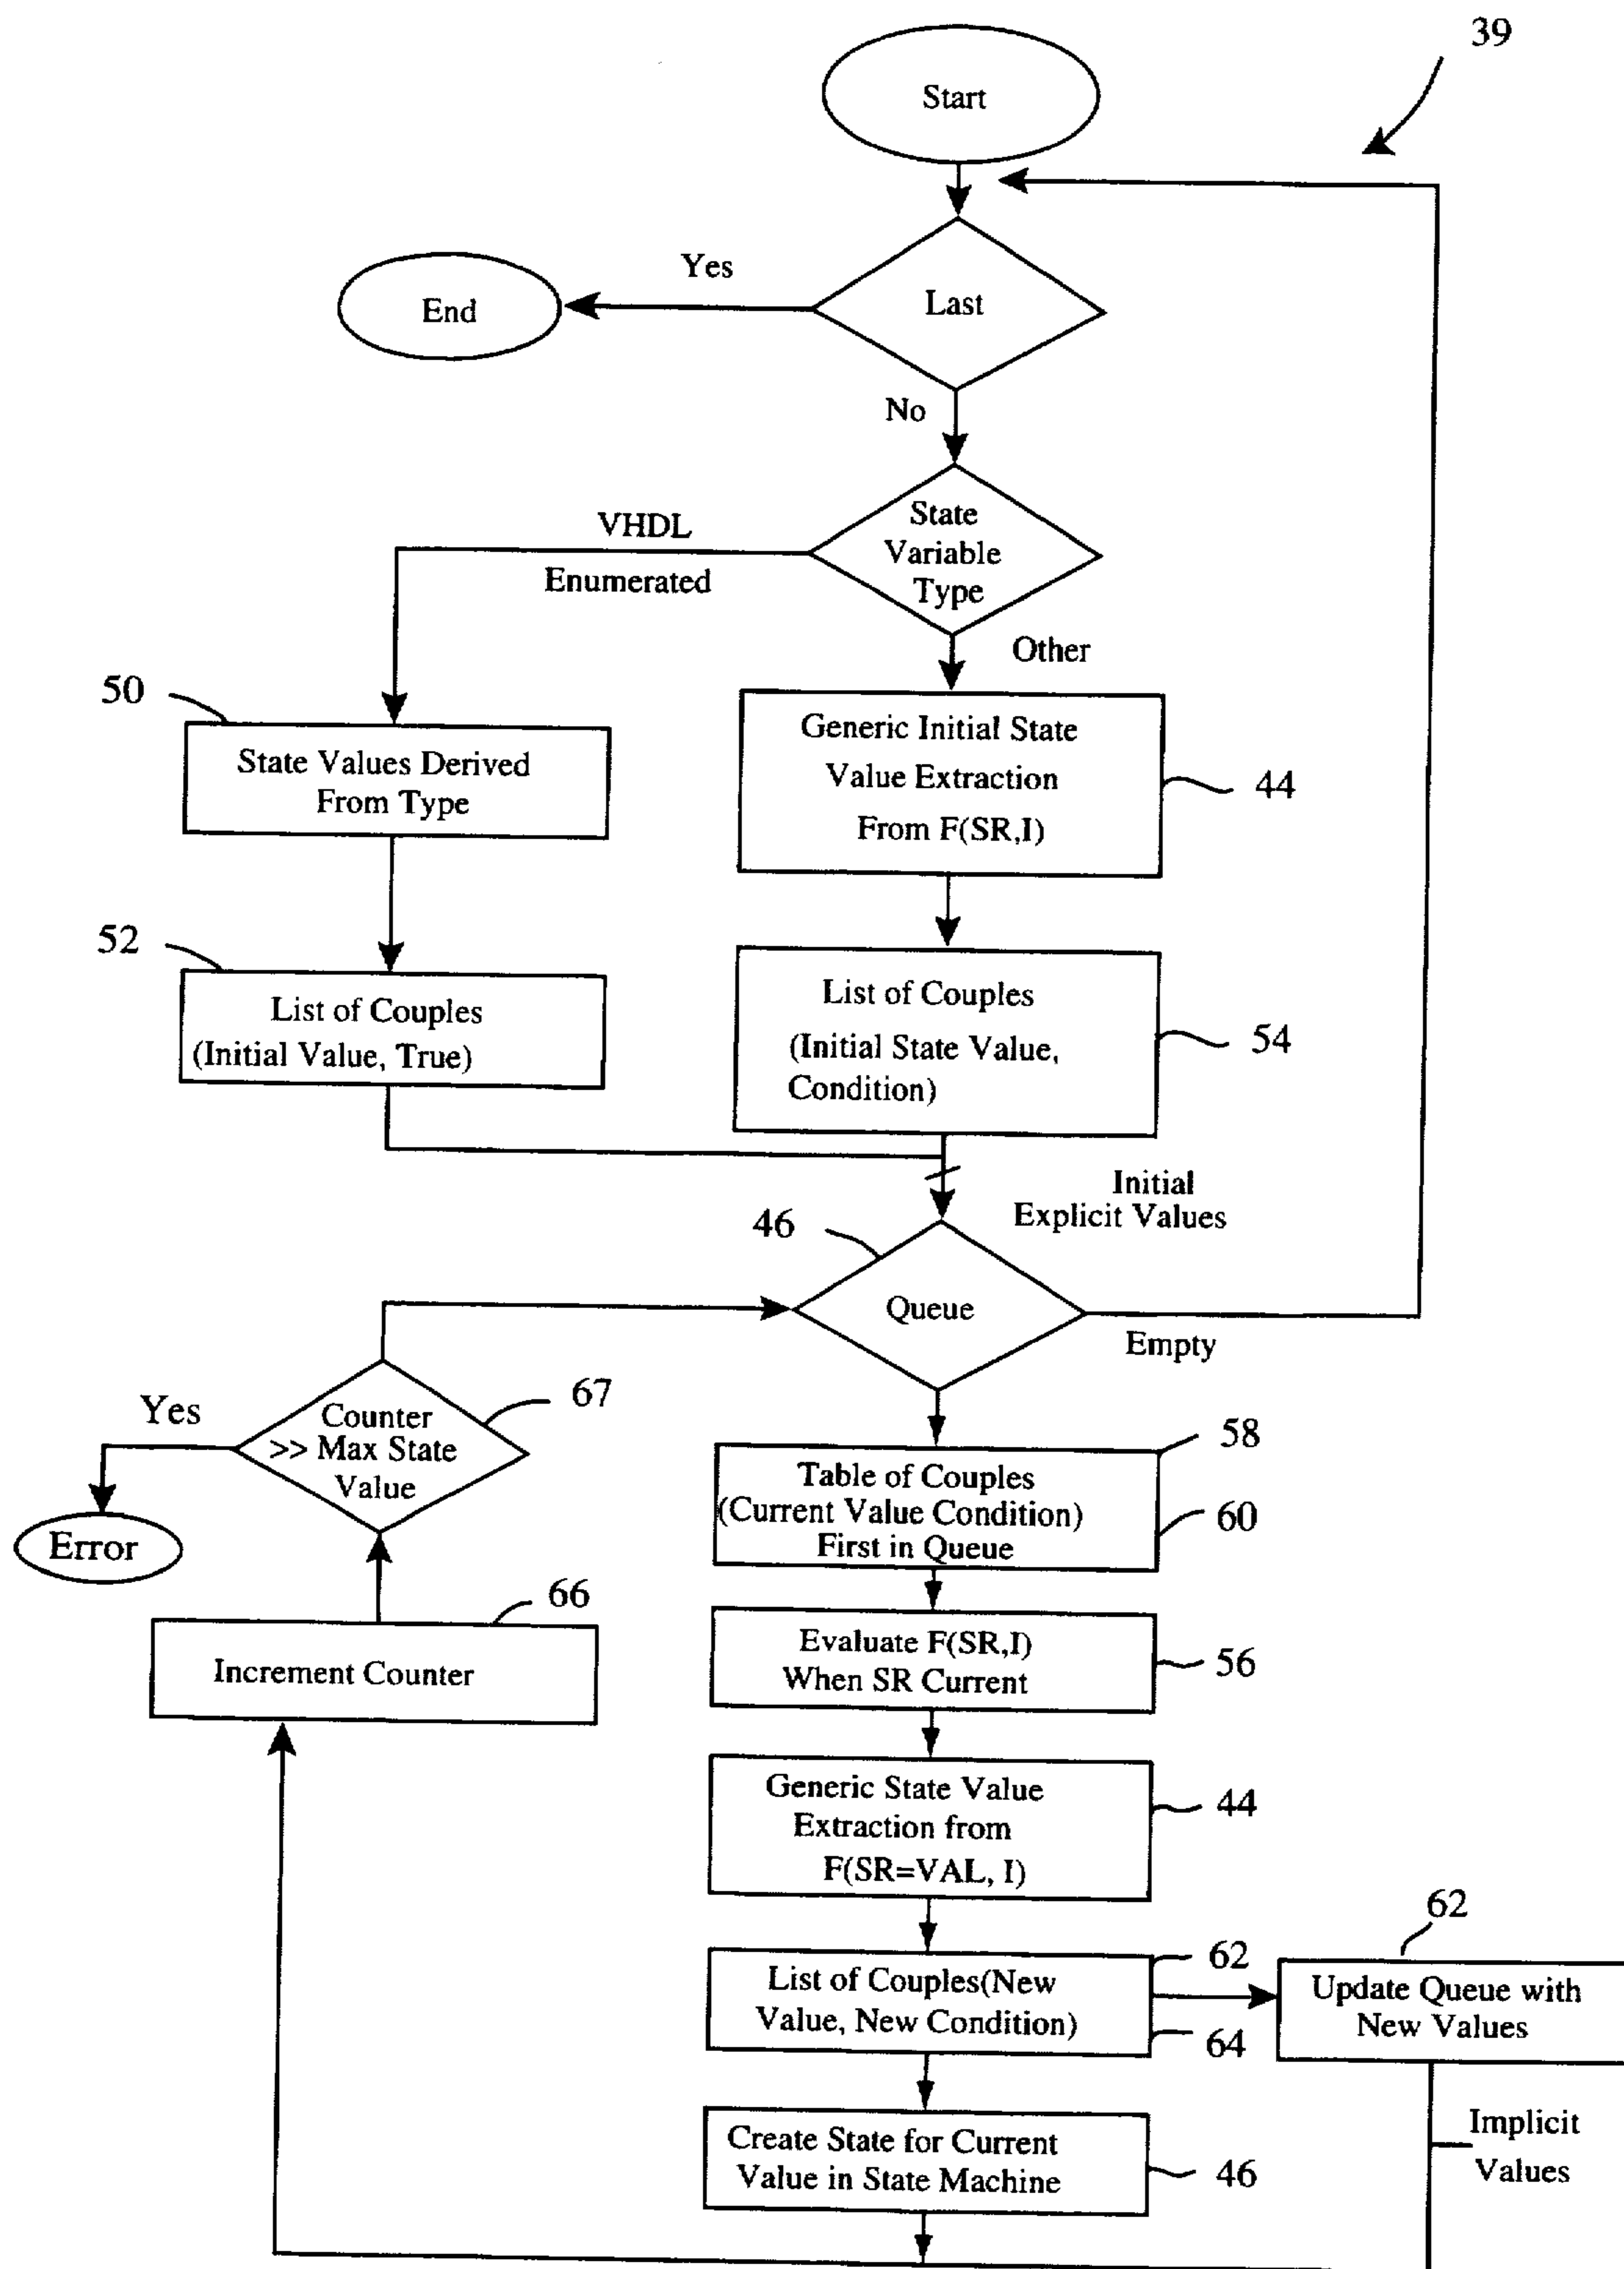 39
Start
Yes
End
Last
No
State
Variable
Type
VHDL
Enumerated
Other
50
State Values Derived
From Type
Generic Initial State
Value Extraction
From F(SR,I)
44
52
List of Couples
(Initial Value, True)
List of Couples
(Initial State Value,
Condition)
54
Initial
Explicit Values
46
Queue
Empty
67
Yes
Counter
>> Max State
Value
Error
58
Table of Couples
(Current Value Condition)
First in Queue
60
66
Increment Counter
Evaluate F(SR,I)
When SR Current
56
Generic State Value
Extraction from
F(SR=VAL, I)
44
62
List of Couples(New
Value, New Condition)
64
62
Update Queue with
New Values
Create State for Current
Value in State Machine
46
Implicit
Values